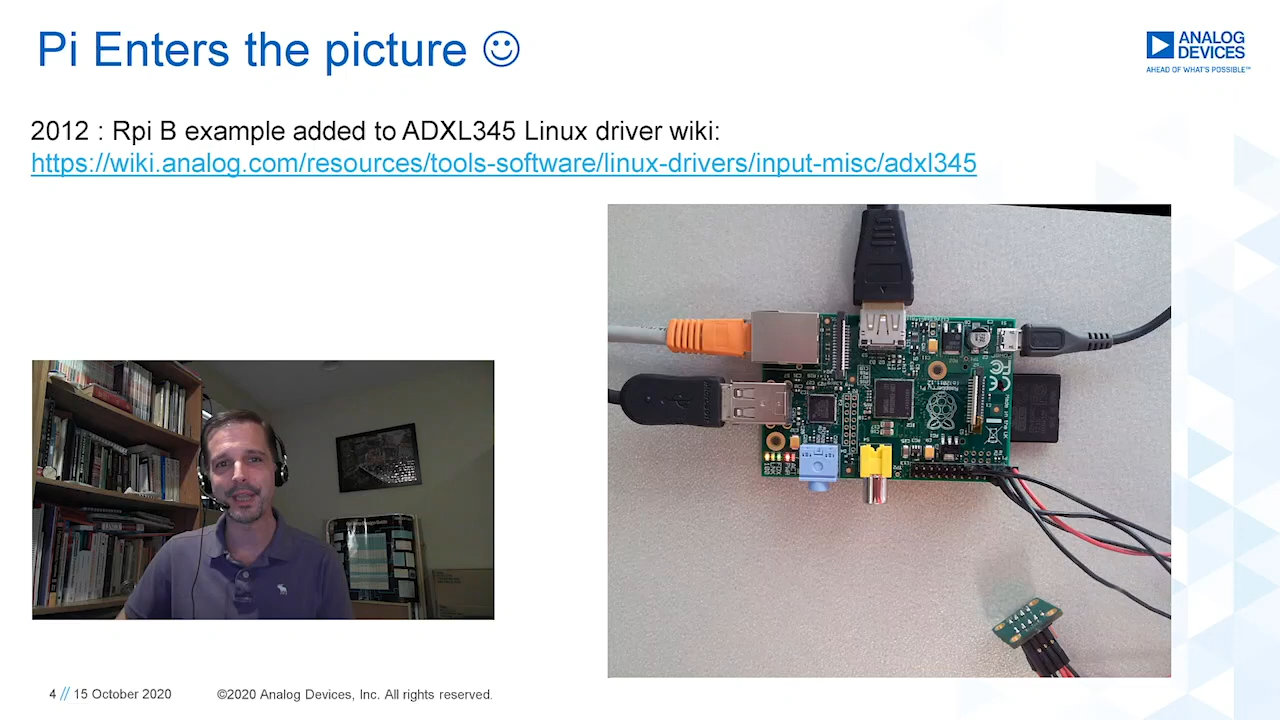 Pi Enters the picture ☺
ANALOG
DEVICES
AHEAD OF WHAT'S POSSIBLE™
2012 : Rpi B example added to ADXL345 Linux driver wiki:
https://wiki.analog.com/resources/tools-software/linux-drivers/input-misc/adxl345
4 // 15 October 2020
©2020 Analog Devices, Inc. All rights reserved.